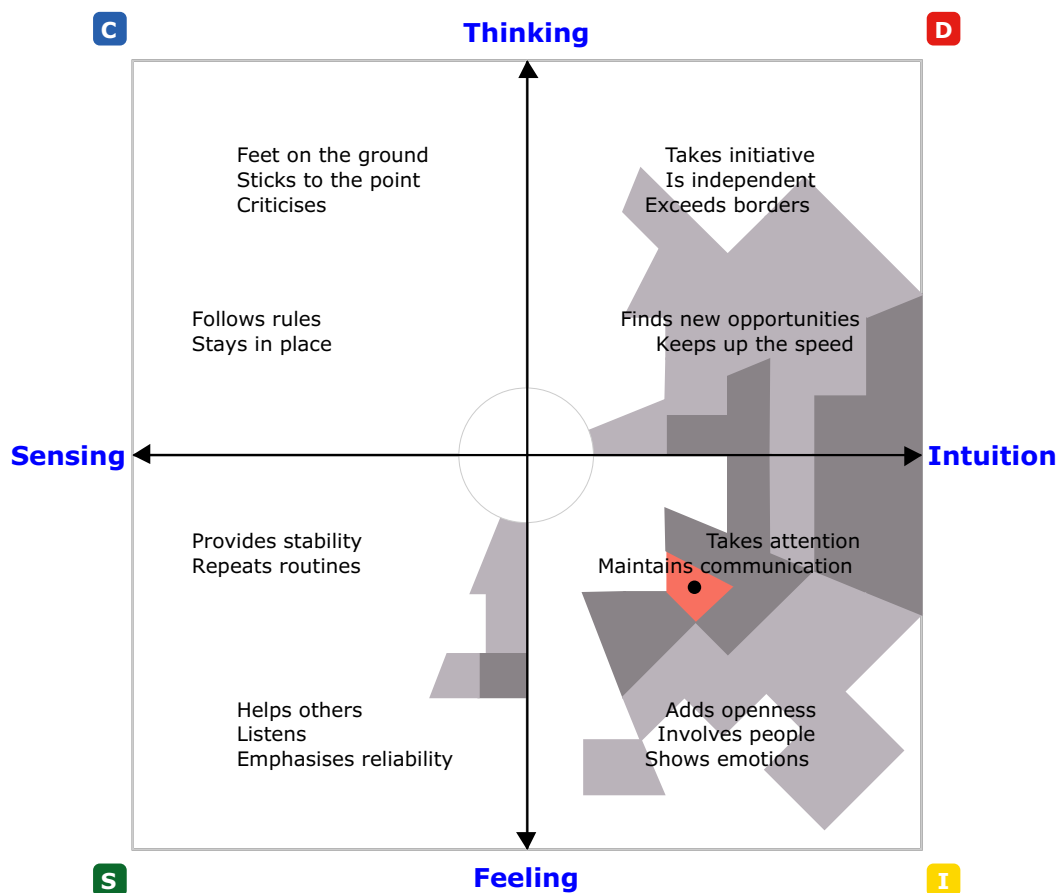 C
Thinking
D
Feet on the ground
Sticks to the point
Criticises
Takes initiative
Is independent
Exceeds borders
Follows rules
Stays in place
Finds new opportunities
Keeps up the speed
Sensing
Intuition
Provides stability
Repeats routines
Takes attention
Maintains communication
Helps others
Listens
Emphasises reliability
Adds openness
Involves people
Shows emotions
S
Feeling
I